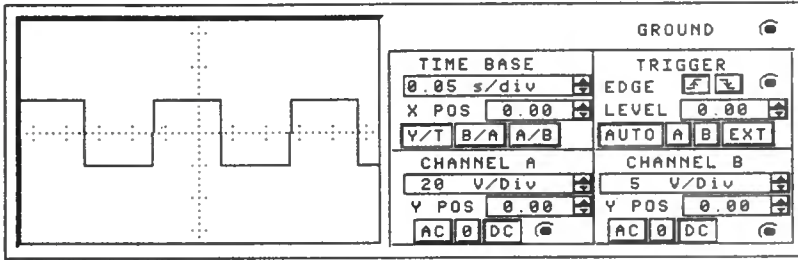 GROUND
TIME BASE
0.05 s/div
X POS 0.00
Y/T B/A A/B
TRIGGER
EDGE
LEVEL 0.00
AUTO A B EXT
CHANNEL A
20 V/Div
Y POS 0.00
AC 0 DC
CHANNEL B
5 V/Div
Y POS 0.00
AC 0 DC